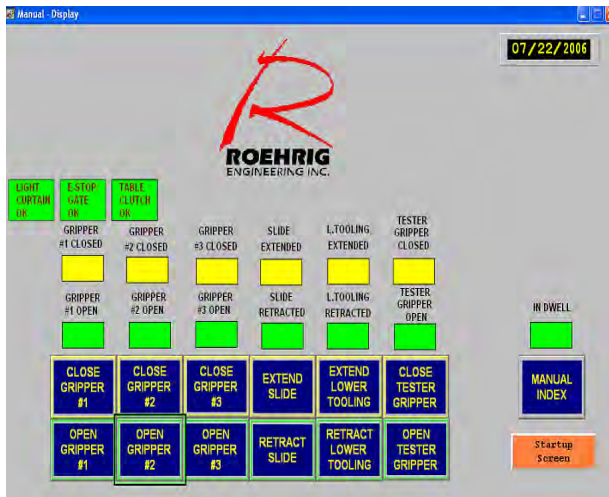 Manual - Display
07/22/2006
ROEHRIG
ENGINEERING INC.
LIGHT
CURTAIN
OK
E-STOP
GATE
OK
TABLE
CLUTCH
OK
GRIPPER
#1 CLOSED
GRIPPER
#2 CLOSED
GRIPPER
#3 CLOSED
SLIDE
EXTENDED
L.TOOLING
EXTENDED
TESTER
GRIPPER
CLOSED
GRIPPER
#1 OPEN
GRIPPER
#2 OPEN
GRIPPER
#3 OPEN
SLIDE
RETRACTED
L.TOOLING
RETRACTED
TESTER
GRIPPER
OPEN
IN DWELL
CLOSE
GRIPPER
#1
CLOSE
GRIPPER
#2
CLOSE
GRIPPER
#3
EXTEND
SLIDE
EXTEND
LOWER
TOOLING
CLOSE
TESTER
GRIPPER
MANUAL
INDEX
OPEN
GRIPPER
#1
OPEN
GRIPPER
#2
OPEN
GRIPPER
#3
RETRACT
SLIDE
RETRACT
LOWER
TOOLING
OPEN
TESTER
GRIPPER
Startup
Screen